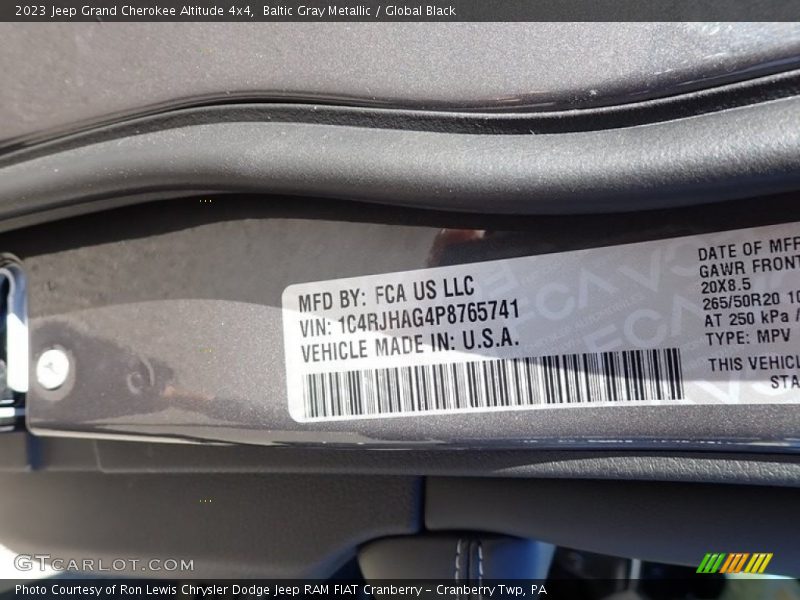 2023 Jeep Grand Cherokee Altitude 4x4,  Baltic Gray Metallic / Global Black
MFD BY: FCA US LLC
VIN: 1C4RJHAG4P8765741
VEHICLE MADE IN: U.S.A.
DATE OF MFR
GAWR FRONT
20X8.5
265/50R20 10
AT 250 kPa /
TYPE: MPV
THIS VEHICL
STA
GTCARLOT.COM
Photo Courtesy of Ron Lewis Chrysler Dodge Jeep RAM FIAT Cranberry - Cranberry Twp, PA